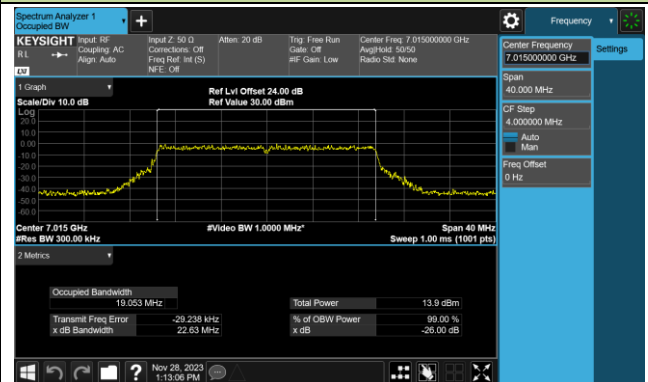 Spectrum Analyzer 1
Occupied BW
Frequency
KEYSIGHT
RL
Input: RF
Coupling: AC
Align: Auto
Input Z: 50 Ω
Corrections: Off
Freq Ref: Int (S)
NFE: Off
Atten: 20 dB
Trig: Free Run
Gate: Off
#IF Gain: Low
Center Freq: 7.015000000 GHz
Avg|Hold: 50/50
Radio Std: None
Center Frequency
7.015000000 GHz
Settings
Span
40.000 MHz
CF Step
4.000000 MHz
Auto
Man
Freq Offset
0 Hz
1 Graph
Scale/Div 10.0 dB
Ref Lvl Offset 24.00 dB
Ref Value 30.00 dBm
Log
20.0
10.0
0.00
-10.0
-20.0
-30.0
-40.0
-50.0
-60.0
Center 7.015 GHz
#Video BW 1.0000 MHz*
Span 40 MHz
#Res BW 300.00 kHz
Sweep 1.00 ms (1001 pts)
2 Metrics
Occupied Bandwidth
19.053 MHz
Total Power 13.9 dBm
Transmit Freq Error -29.238 kHz
% of OBW Power 99.00 %
x dB Bandwidth 22.63 MHz
x dB -26.00 dB
Nov 28, 2023
1:13:06 PM